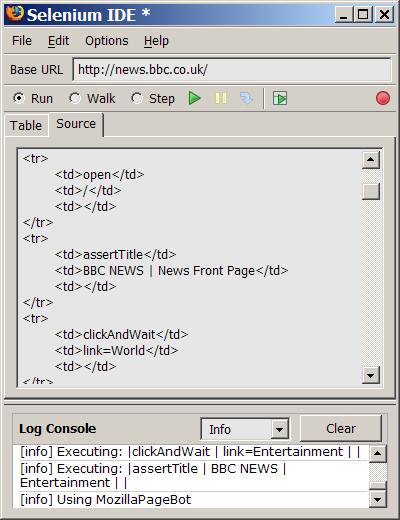 Selenium IDE *
File Edit Options Help
Base URL http://news.bbc.co.uk/
Run Walk Step
Table Source
<tr>
<td>open</td>
<td>/</td>
<td></td>
</tr>
<tr>
<td>assertTitle</td>
<td>BBC NEWS | News Front Page</td>
<td></td>
</tr>
<tr>
<td>clickAndWait</td>
<td>link=World</td>
<td></td>
</tr>
Log Console Info Clear
[info] Executing: |clickAndWait | link=Entertainment | |
[info] Executing: |assertTitle | BBC NEWS |
Entertainment | |
[info] Using MozillaPageBot